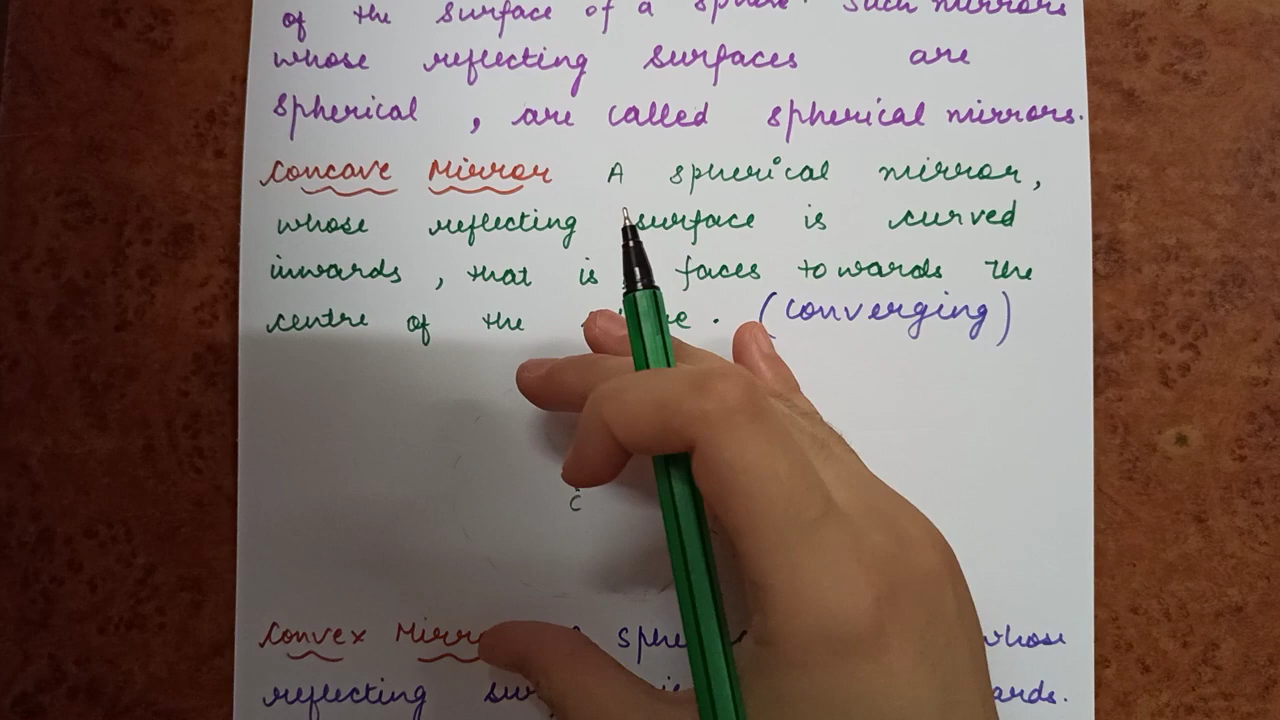 of the surface of a sphere. Such mirrors
whose reflecting surfaces are
spherical , are called spherical mirrors.
Concave Mirror A spherical mirror,
whose reflecting surface is curved
inwards , that is faces towards the
centre of the . (converging)
C
Convex whose
reflecting